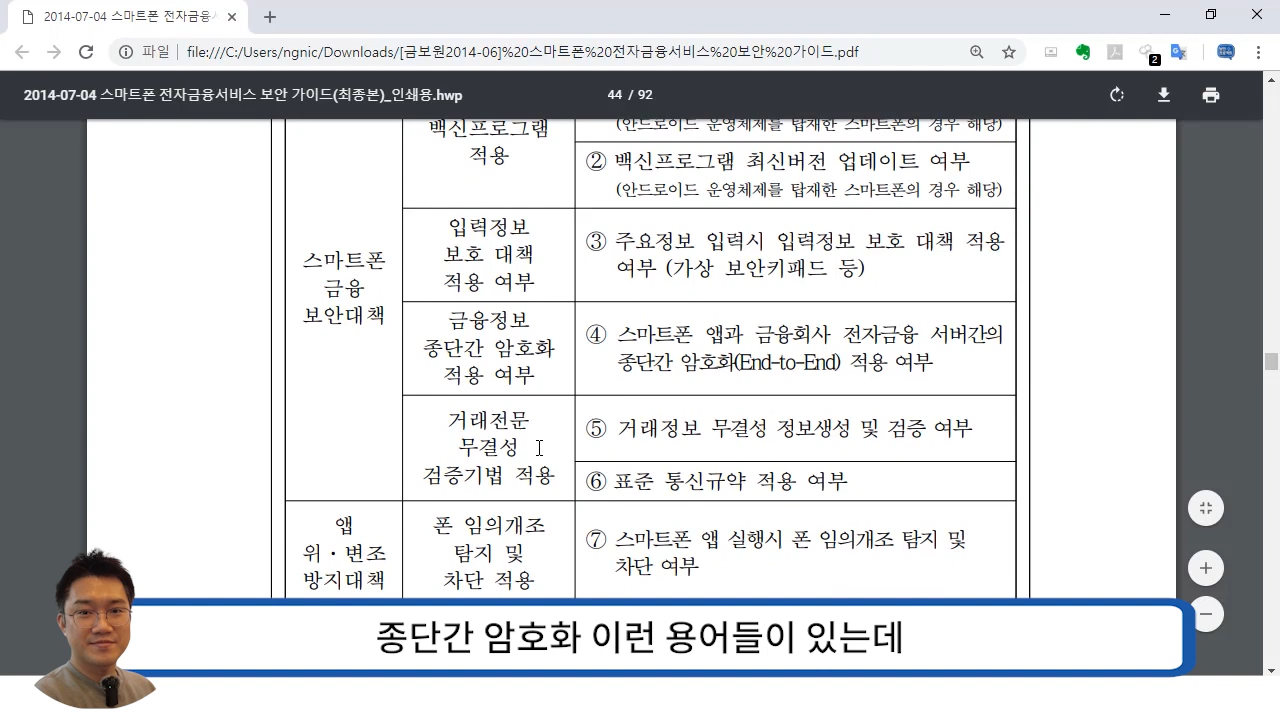 2014-07-04 스마트폰 전자금융서
파일
file:///C:/Users/ngnic/Downloads/[금보원2014-06]%20스마트폰%20전자금융서비스%20보안%20가이드.pdf
2
2014-07-04 스마트폰 전자금융서비스 보안 가이드(최종본)_인쇄용.hwp
44 / 92
스마트폰
금융
보안대책
백신프로그램
적용
(안드로이드 운영체제를 탑재한 스마트폰의 경우 해당)
② 백신프로그램 최신버전 업데이트 여부
(안드로이드 운영체제를 탑재한 스마트폰의 경우 해당)
입력정보
보호 대책
적용 여부
③ 주요정보 입력시 입력정보 보호 대책 적용
여부 (가상 보안키패드 등)
금융정보
종단간 암호화
적용 여부
④ 스마트폰 앱과 금융회사 전자금융 서버간의
종단간 암호화(End-to-End) 적용 여부
거래전문
무결성
검증기법 적용
⑤ 거래정보 무결성 정보생성 및 검증 여부
⑥ 표준 통신규약 적용 여부
앱
위·변조
방지대책
폰 임의개조
탐지 및
차단 적용
⑦ 스마트폰 앱 실행시 폰 임의개조 탐지 및
차단 여부
종단간 암호화 이런 용어들이 있는데